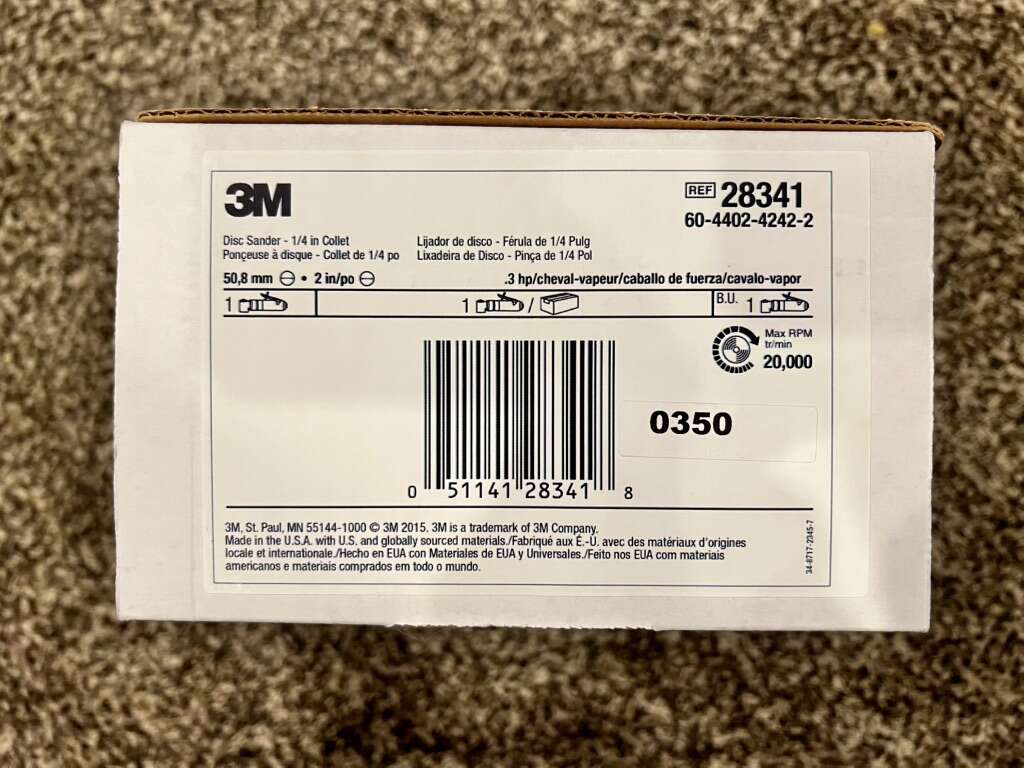 3M
REF 28341
60-4402-4242-2
Disc Sander - 1/4 in Collet
Ponçeuse à disque - Collet de 1/4 po
Lijador de disco - Férula de 1/4 Pulg
Lixadeira de Disco - Pinça de 1/4 Pol
50,8 mm • 2 in/po
.3 hp/cheval-vapeur/caballo de fuerza/cavalo-vapor
1
1 /
B.U. 1
Max RPM
tr/min
20,000
0350
0 51141 28341 8
3M, St. Paul, MN 55144-1000 © 3M 2015. 3M is a trademark of 3M Company.
Made in the U.S.A. with U.S. and globally sourced materials./Fabriqué aux É.-U. avec des matériaux d'origines
locale et internationale./Hecho en EUA con Materiales de EUA y Universales./Feito nos EUA com materiais
americanos e materiais comprados em todo o mundo.
34-8717-2345-7